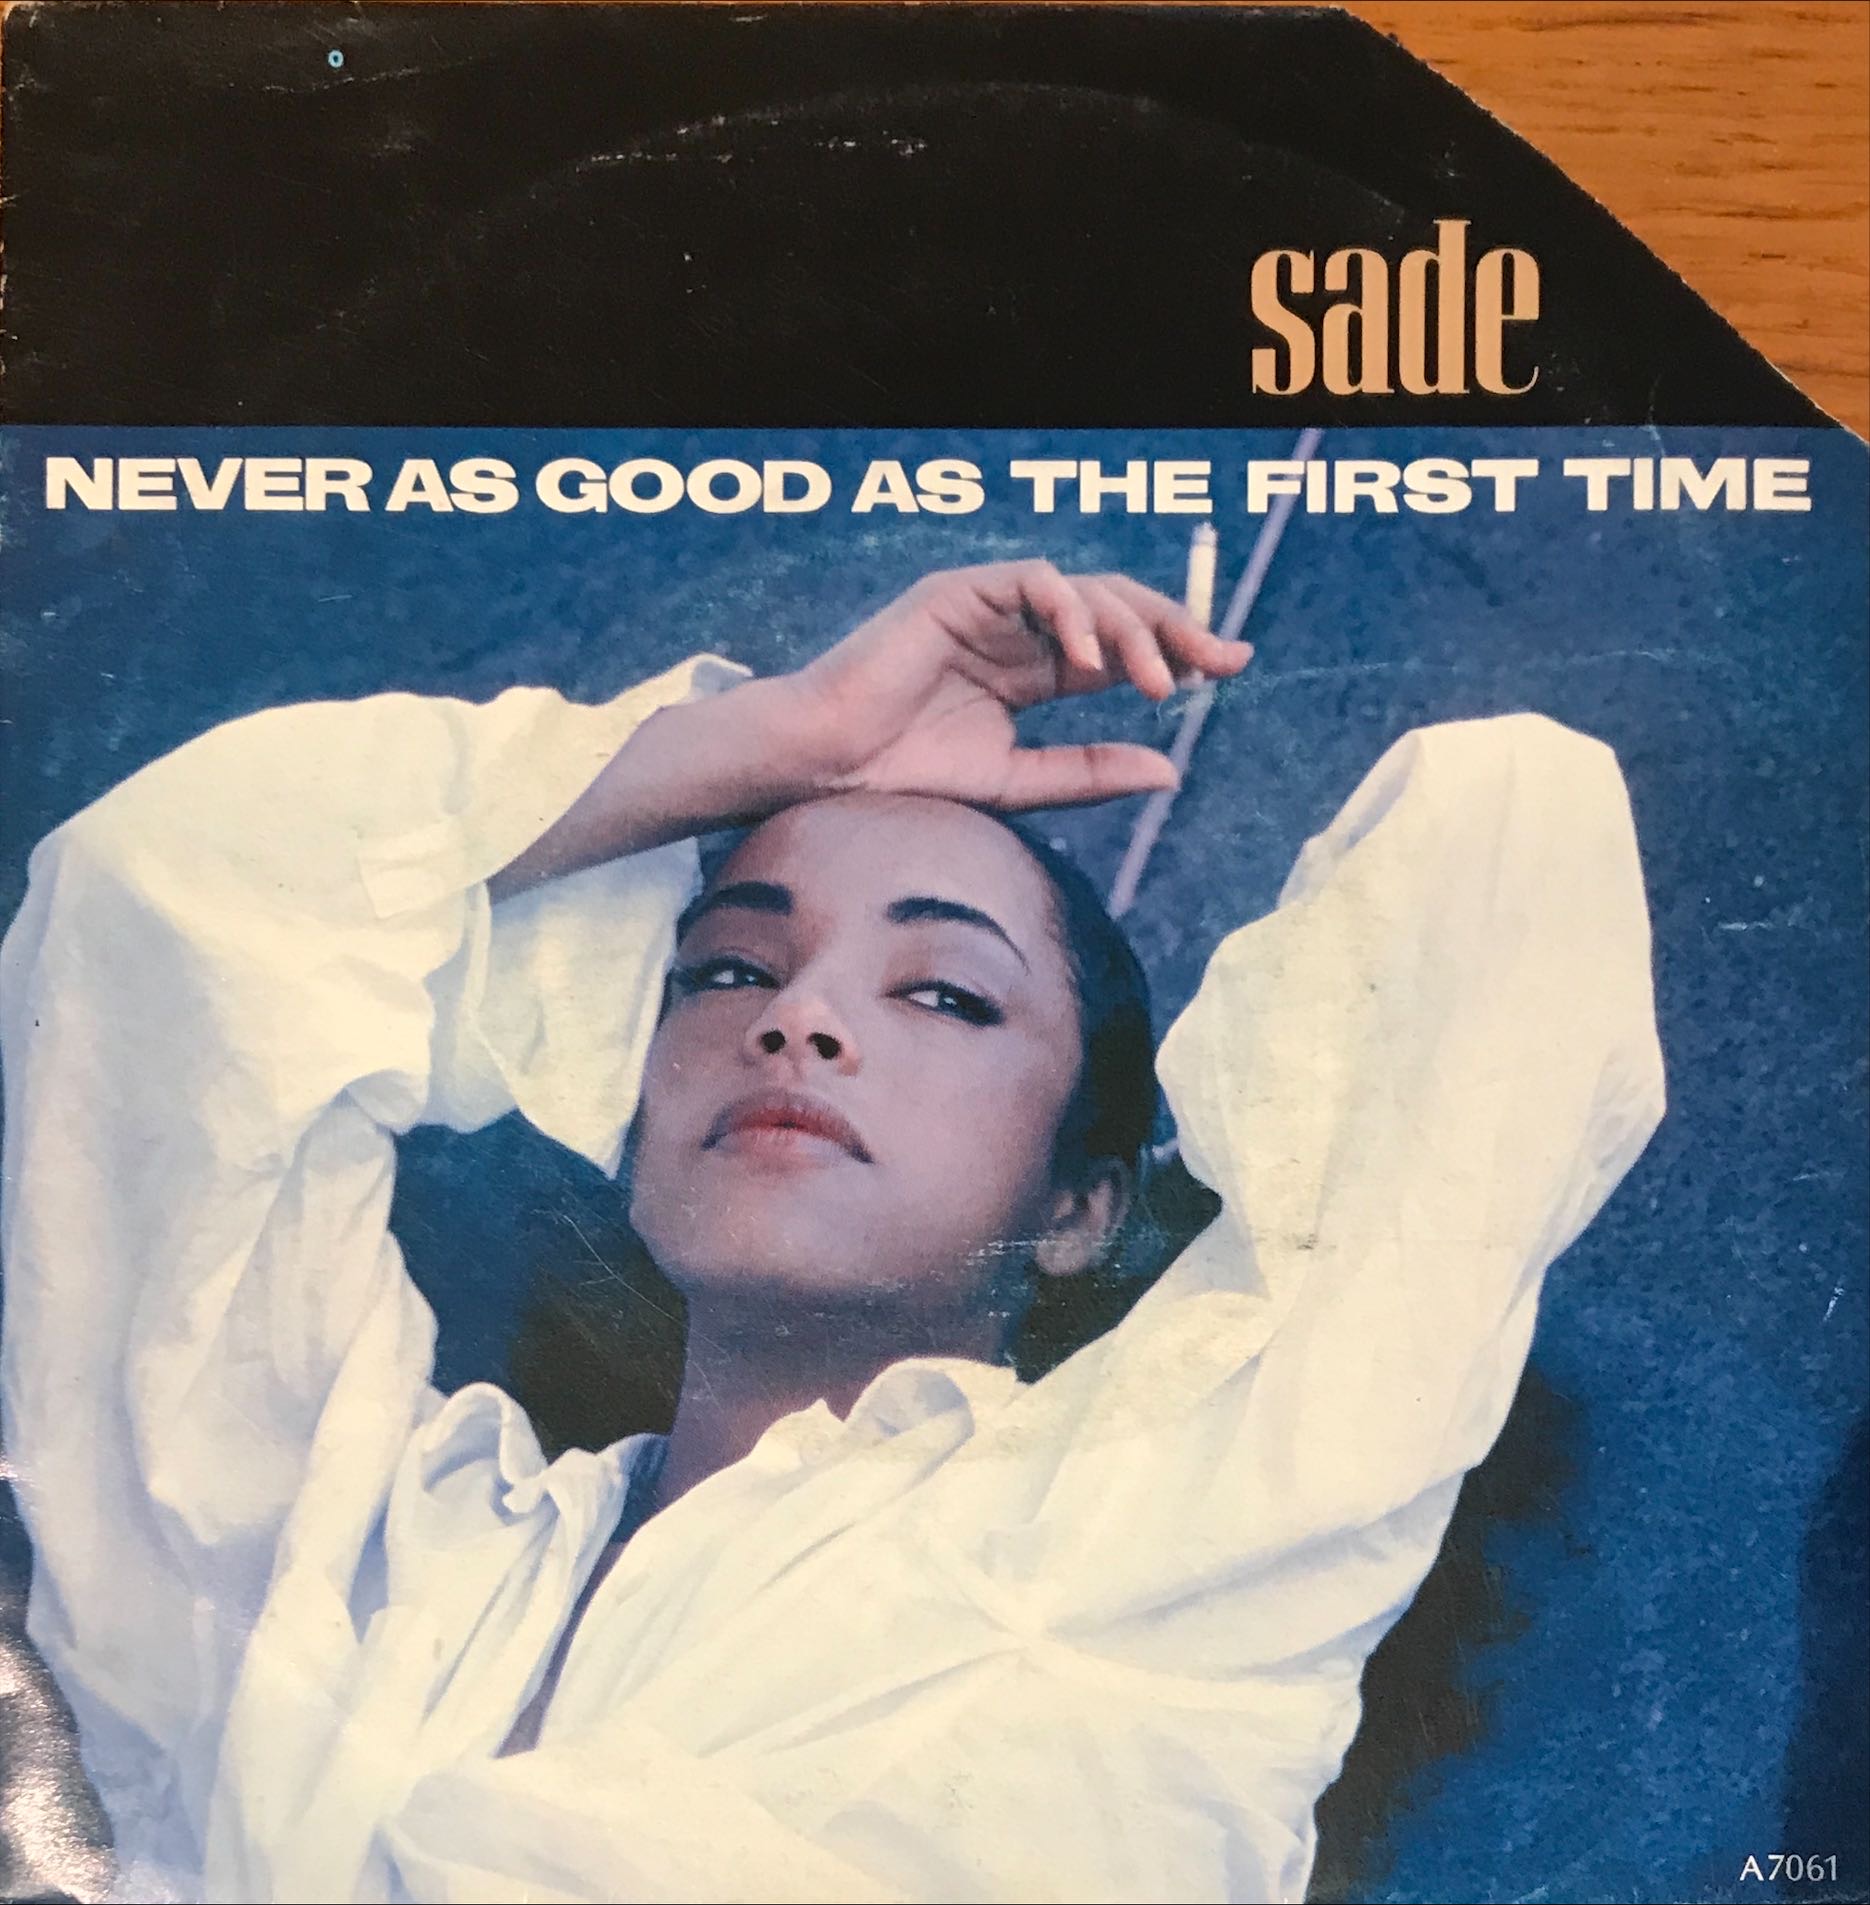 sade
NEVER AS GOOD AS THE FIRST TIME
A7061